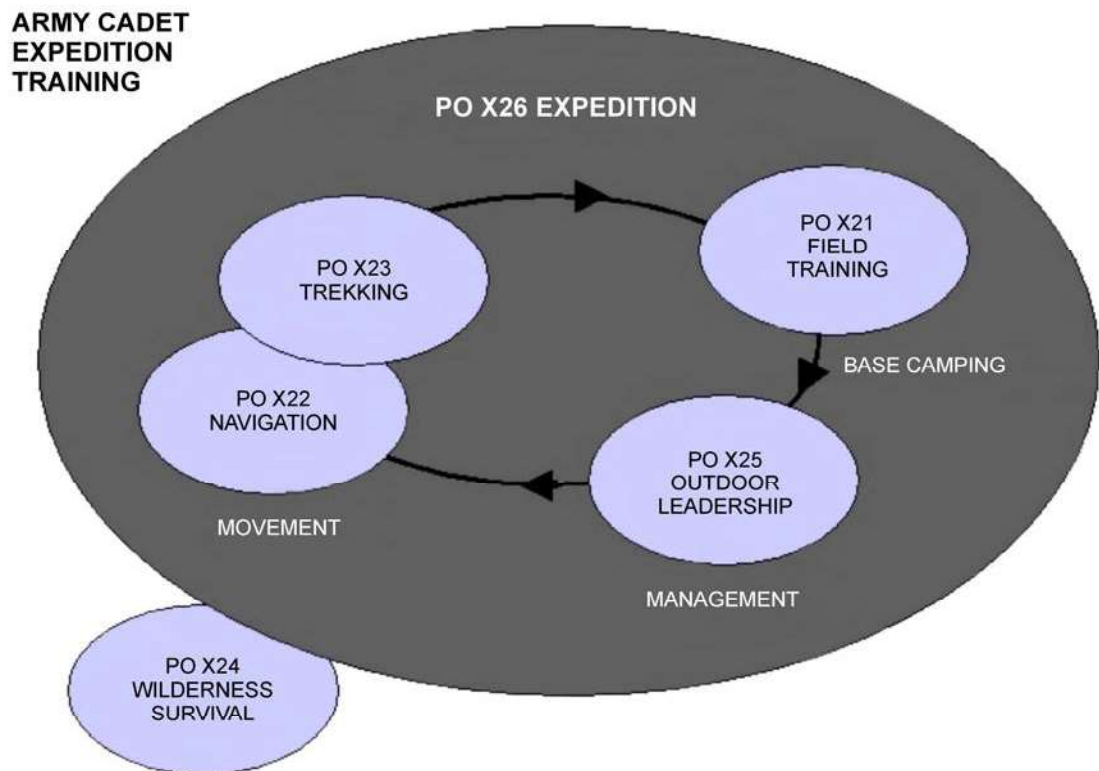 ARMY CADET
EXPEDITION
TRAINING
PO X26 EXPEDITION
PO X23
TREKKING
PO X21
FIELD
TRAINING
BASE CAMPING
PO X22
NAVIGATION
PO X25
OUTDOOR
LEADERSHIP
MOVEMENT
MANAGEMENT
PO X24
WILDERNESS
SURVIVAL